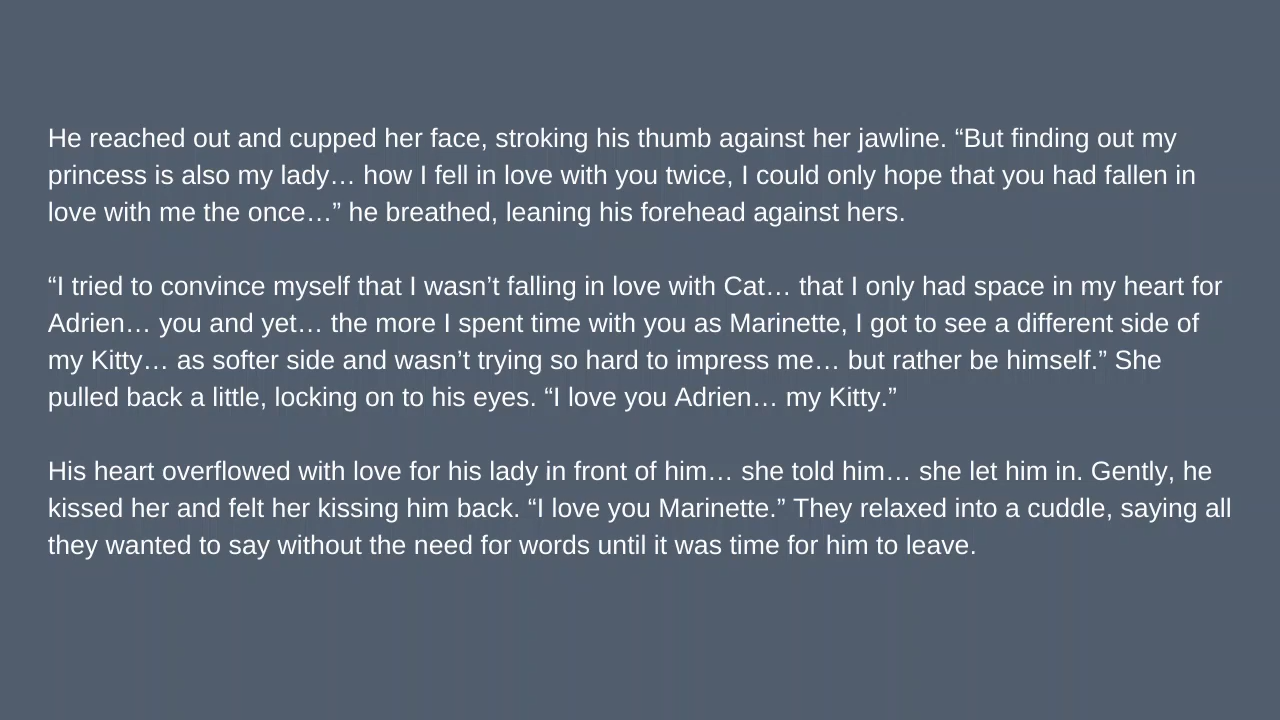 He reached out and cupped her face, stroking his thumb against her jawline. “But finding out my
princess is also my lady… how I fell in love with you twice, I could only hope that you had fallen in
love with me the once…” he breathed, leaning his forehead against hers.
“I tried to convince myself that I wasn’t falling in love with Cat… that I only had space in my heart for
Adrien… you and yet… the more I spent time with you as Marinette, I got to see a different side of
my Kitty… as softer side and wasn’t trying so hard to impress me… but rather be himself.” She
pulled back a little, locking on to his eyes. “I love you Adrien… my Kitty.”
His heart overflowed with love for his lady in front of him… she told him… she let him in. Gently, he
kissed her and felt her kissing him back. “I love you Marinette.” They relaxed into a cuddle, saying all
they wanted to say without the need for words until it was time for him to leave.